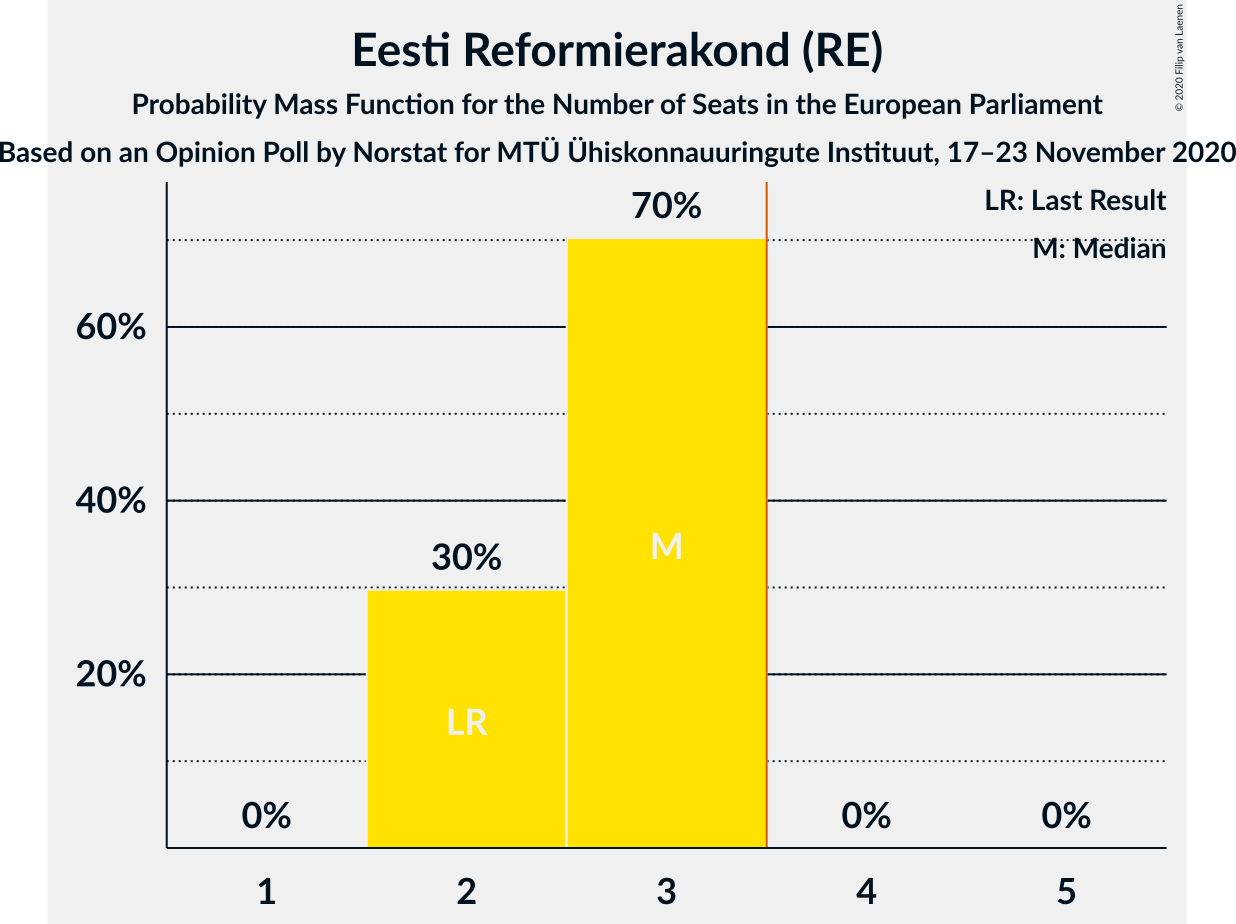 Eesti Reformierakond (RE)
Probability Mass Function for the Number of Seats in the European Parliament
Based on an Opinion Poll by Norstat for MTÜ Ühiskonnauuringute Instituut, 17–23 November 2020
© 2020 Filip van Laenen
LR: Last Result
M: Median
70%
60%
40%
30%
20%
M
LR
0%
0%
0%
1
2
3
4
5